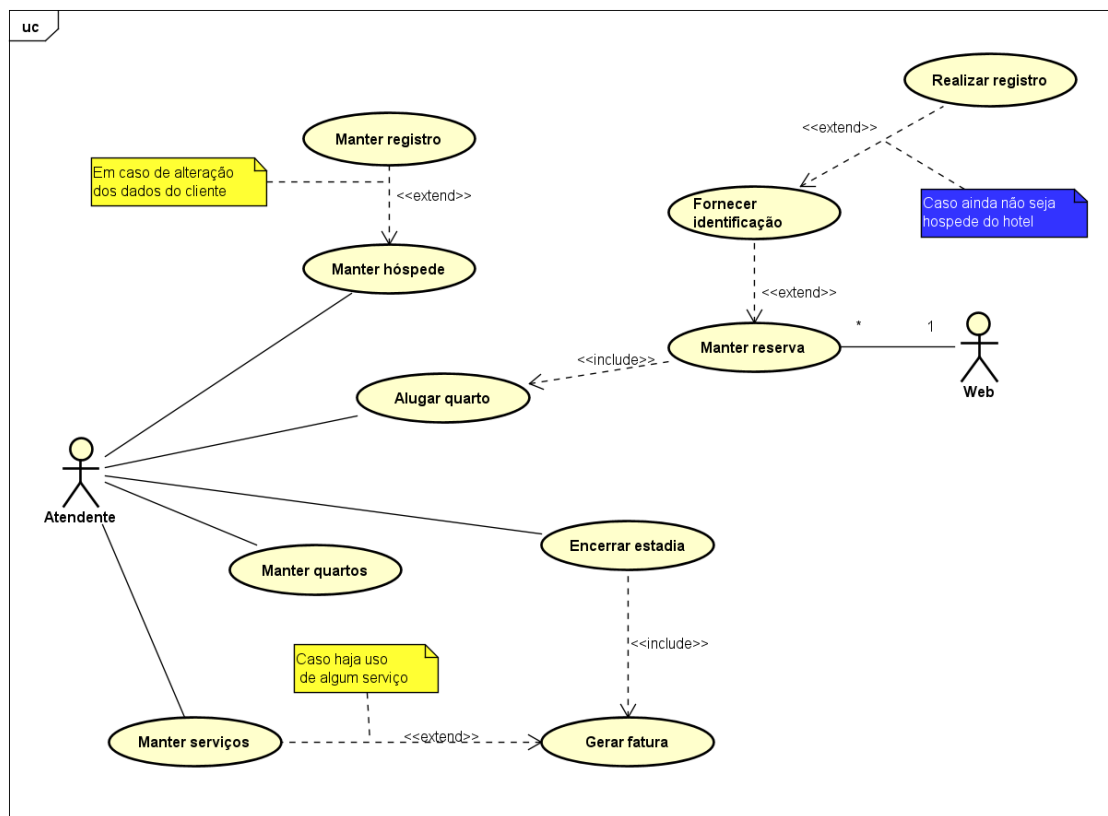 uc
Realizar registro
<<extend>>
Manter registro
Em caso de alteração
dos dados do cliente
<<extend>>
Fornecer
identificação
Caso ainda não seja
hospede do hotel
Manter hóspede
<<extend>>
* 1
Manter reserva
<<include>>
Web
Alugar quarto
Atendente
Encerrar estadia
Manter quartos
<<include>>
Caso haja uso
de algum serviço
Manter serviços
<<extend>>
Gerar fatura